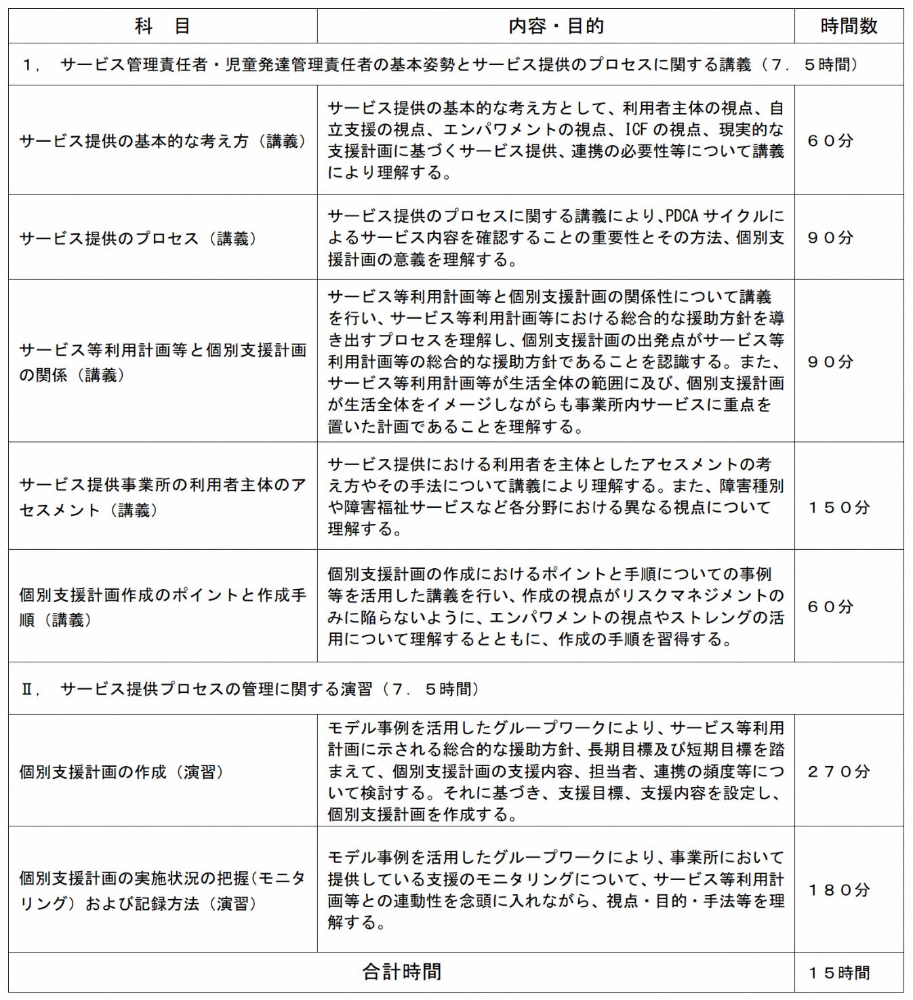 科　目
内容・目的
時間数
１,　サービス管理責任者・児童発達管理責任者の基本姿勢とサービス提供のプロセスに関する講義（７．５時間）
サービス提供の基本的な考え方（講義）
サービス提供の基本的な考え方として、利用者主体の視点、自
立支援の視点、エンパワメントの視点、ICF の視点、現実的な
支援計画に基づくサービス提供、連携の必要性等について講義
により理解する。
６０分
サービス提供のプロセス（講義）
サービス提供のプロセスに関する講義により、PDCA サイクルに
よるサービス内容を確認することの重要性とその方法、個別支
援計画の意義を理解する。
９０分
サービス等利用計画等と個別支援計画
の関係（講義）
サービス等利用計画等と個別支援計画の関係性について講義
を行い、サービス等利用計画等における総合的な援助方針を導
き出すプロセスを理解し、個別支援計画の出発点がサービス等
利用計画等の総合的な援助方針であることを認識する。また、
サービス等利用計画等が生活全体の範囲に及び、個別支援計画
が生活全体をイメージしながらも事業所内サービスに重点を
置いた計画であることを理解する。
９０分
サービス提供事業所の利用者主体のア
セスメント（講義）
サービス提供における利用者を主体としたアセスメントの考
え方やその手法について講義により理解する。また、障害種別
や障害福祉サービスなど各分野における異なる視点について
理解する。
１５０分
個別支援計画作成のポイントと作成手
順（講義）
個別支援計画の作成におけるポイントと手順についての事例
等を活用した講義を行い、作成の視点がリスクマネジメントの
みに陥らないように、エンパワメントの視点やストレングの活
用について理解するとともに、作成の手順を習得する。
６０分
Ⅱ,　サービス提供プロセスの管理に関する演習（７．５時間）
個別支援計画の作成（演習）
モデル事例を活用したグループワークにより、サービス等利用
計画に示される総合的な援助方針、長期目標及び短期目標を踏
まえて、個別支援計画の支援内容、担当者、連携の頻度等につ
いて検討する。それに基づき、支援目標、支援内容を設定し、
個別支援計画を作成する。
２７０分
個別支援計画の実施状況の把握（モニタ
リング）および記録方法（演習）
モデル事例を活用したグループワークにより、事業所において
提供している支援のモニタリングについて、サービス等利用計
画等との連動性を念頭に入れながら、視点・目的・手法等を理
解する。
１８０分
合計時間
１５時間